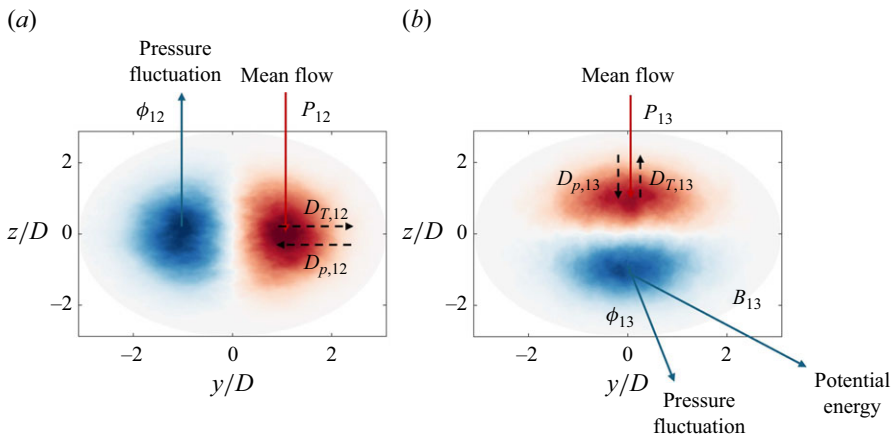 (a)
Pressure
fluctuation
Mean flow
ϕ12
P12
2
0
−2
z/D
DT,12
Dp,12
−2
0
2
y/D
(b)
Mean flow
P13
2
0
−2
z/D
Dp,13
DT,13
B13
ϕ13
−2
0
2
y/D
Pressure
fluctuation
Potential
energy